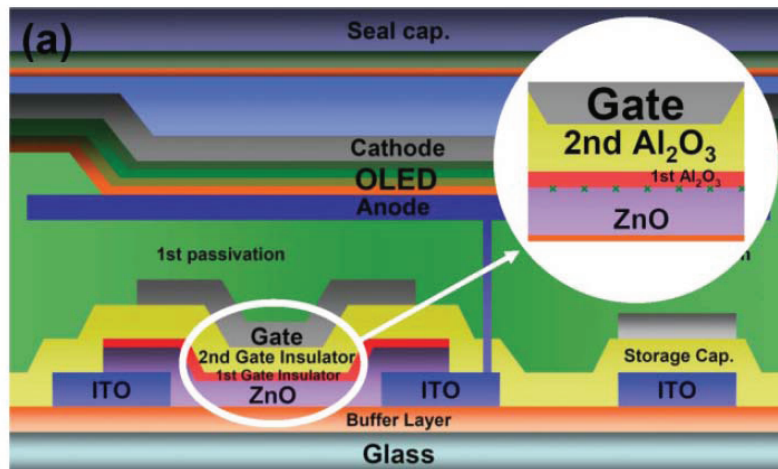 (a)
Seal cap.
Gate
2nd Al₂O₃
1st Al₂O₃
ZnO
Cathode
OLED
Anode
1st passivation
Gate
2nd Gate Insulator
1st Gate Insulator
ZnO
ITO
ITO
Storage Cap.
ITO
Buffer Layer
Glass